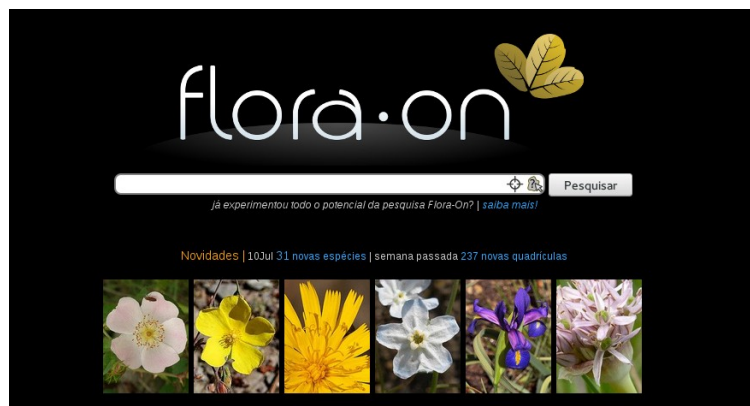 flora·on
Pesquisar
já experimentou todo o potencial da pesquisa Flora-On? | saiba mais!
Novidades | 10Jul 31 novas espécies | semana passada 237 novas quadrículas